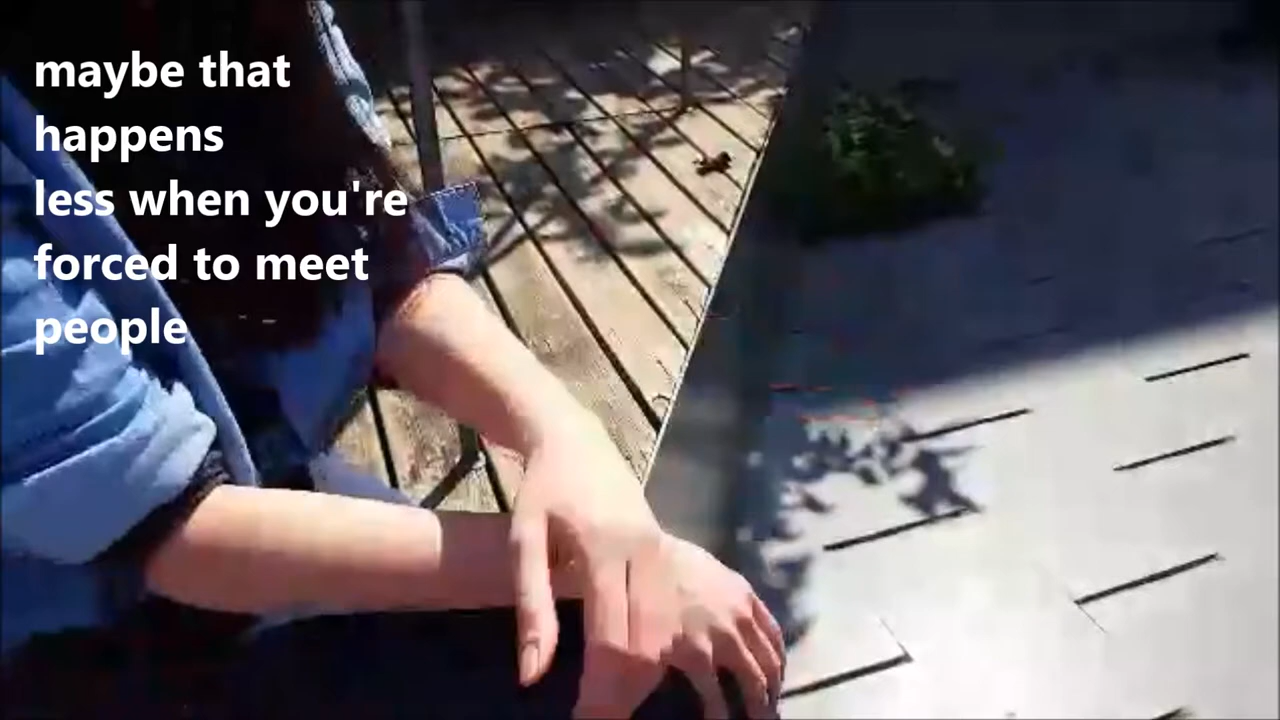 maybe that
happens
less when you're
forced to meet
people